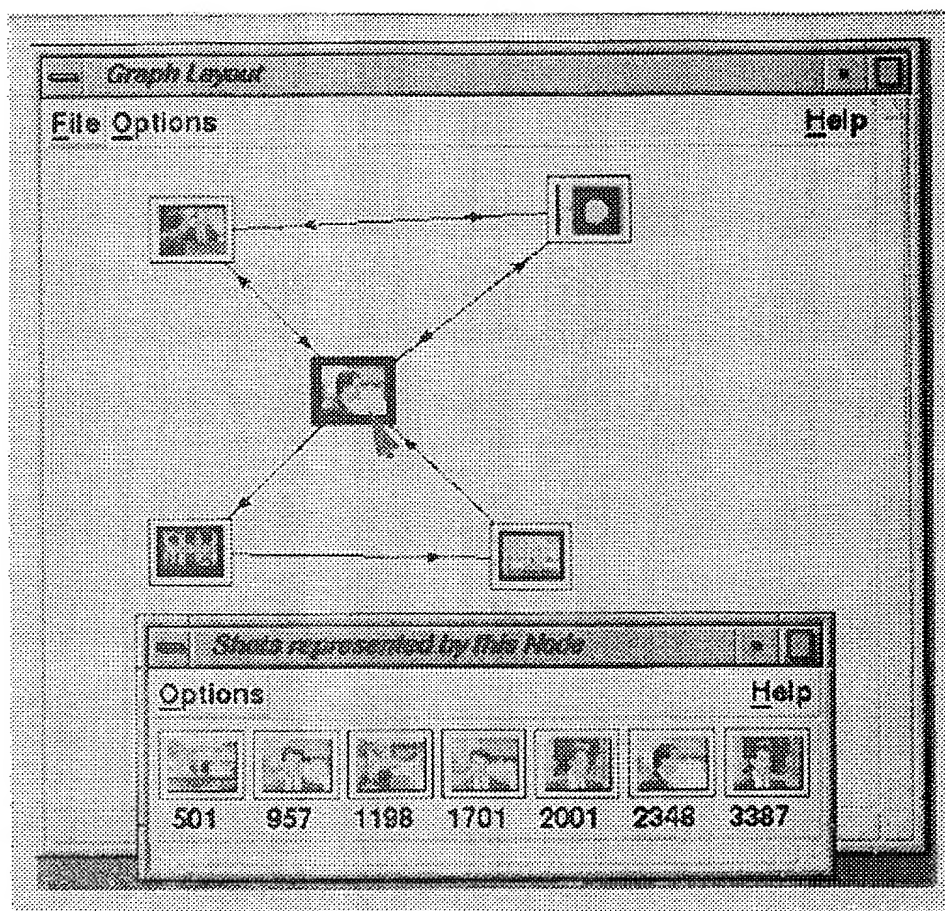 Graph Layout
File Options Help
Shots represented by this Node
Options Help
501 957 1198 1701 2001 2348 3387